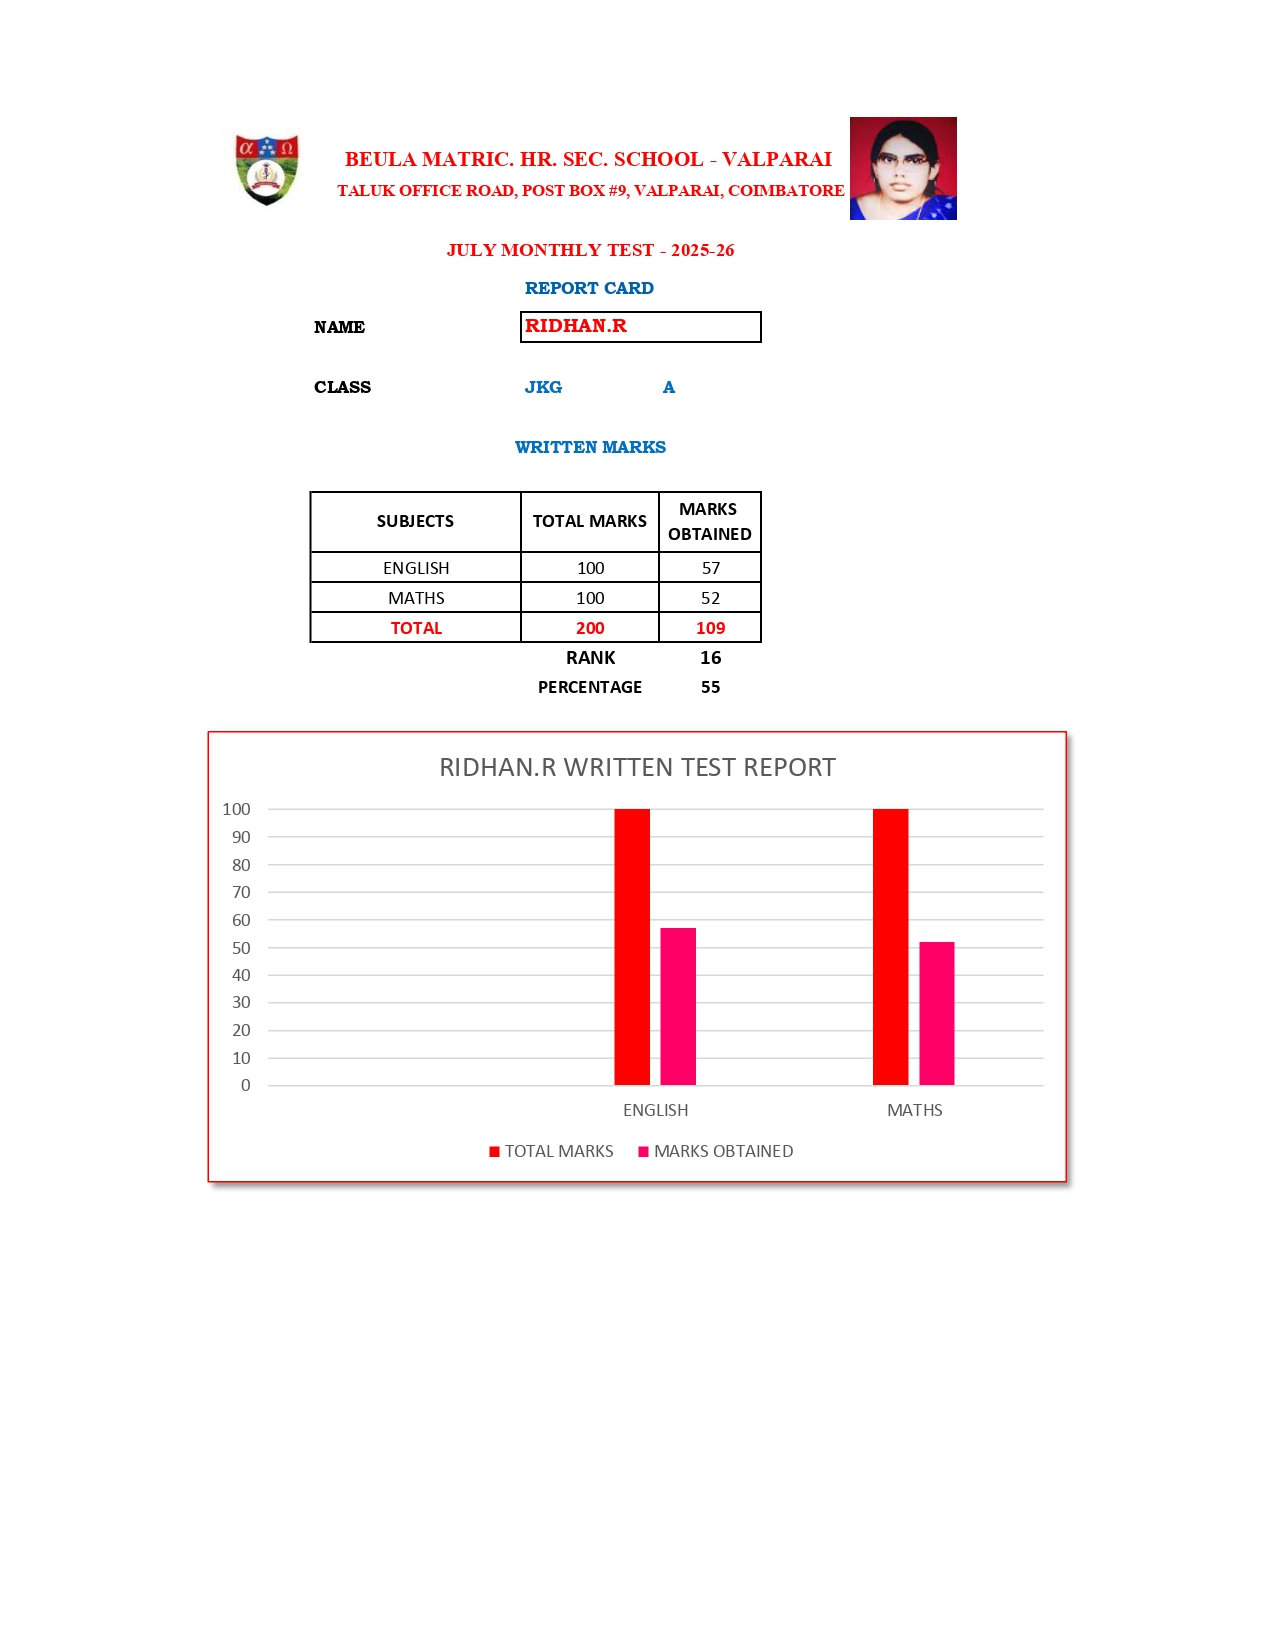 α Ω
BEULA MATRIC. HR. SEC. SCHOOL - VALPARAI
TALUK OFFICE ROAD, POST BOX #9, VALPARAI, COIMBATORE
JULY MONTHLY TEST - 2025-26
REPORT CARD
NAME RIDHAN.R
CLASS JKG A
WRITTEN MARKS
SUBJECTS TOTAL MARKS MARKS OBTAINED
ENGLISH 100 57
MATHS 100 52
TOTAL 200 109
RANK 16
PERCENTAGE 55
RIDHAN.R WRITTEN TEST REPORT
100
90
80
70
60
50
40
30
20
10
0
ENGLISH MATHS
TOTAL MARKS MARKS OBTAINED